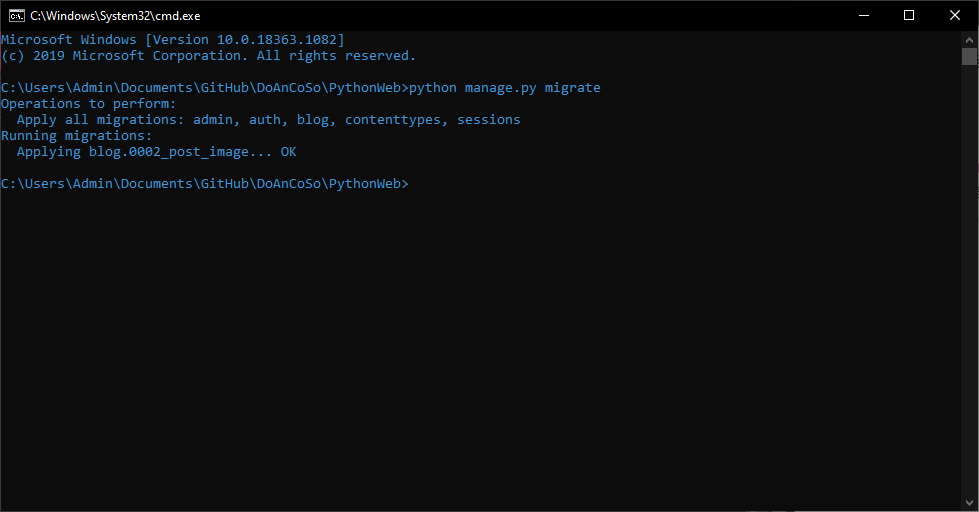 C:\Windows\System32\cmd.exe
Microsoft Windows [Version 10.0.18363.1082]
(c) 2019 Microsoft Corporation. All rights reserved.
C:\Users\Admin\Documents\GitHub\DoAnCoSo\PythonWeb>python manage.py migrate
Operations to perform:
  Apply all migrations: admin, auth, blog, contenttypes, sessions
Running migrations:
  Applying blog.0002_post_image... OK
C:\Users\Admin\Documents\GitHub\DoAnCoSo\PythonWeb>